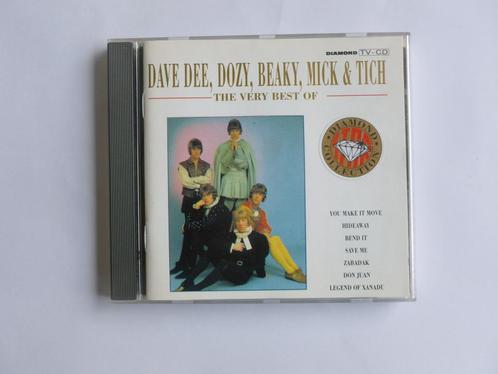 DIAMOND TV-CD
DAVE DEE, DOZY, BEAKY, MICK & TICH
THE VERY BEST OF
DIAMOND
COLLECTION
YOU MAKE IT MOVE
HIDEAWAY
BEND IT
SAVE ME
ZABADAK
DON JUAN
LEGEND OF XANADU